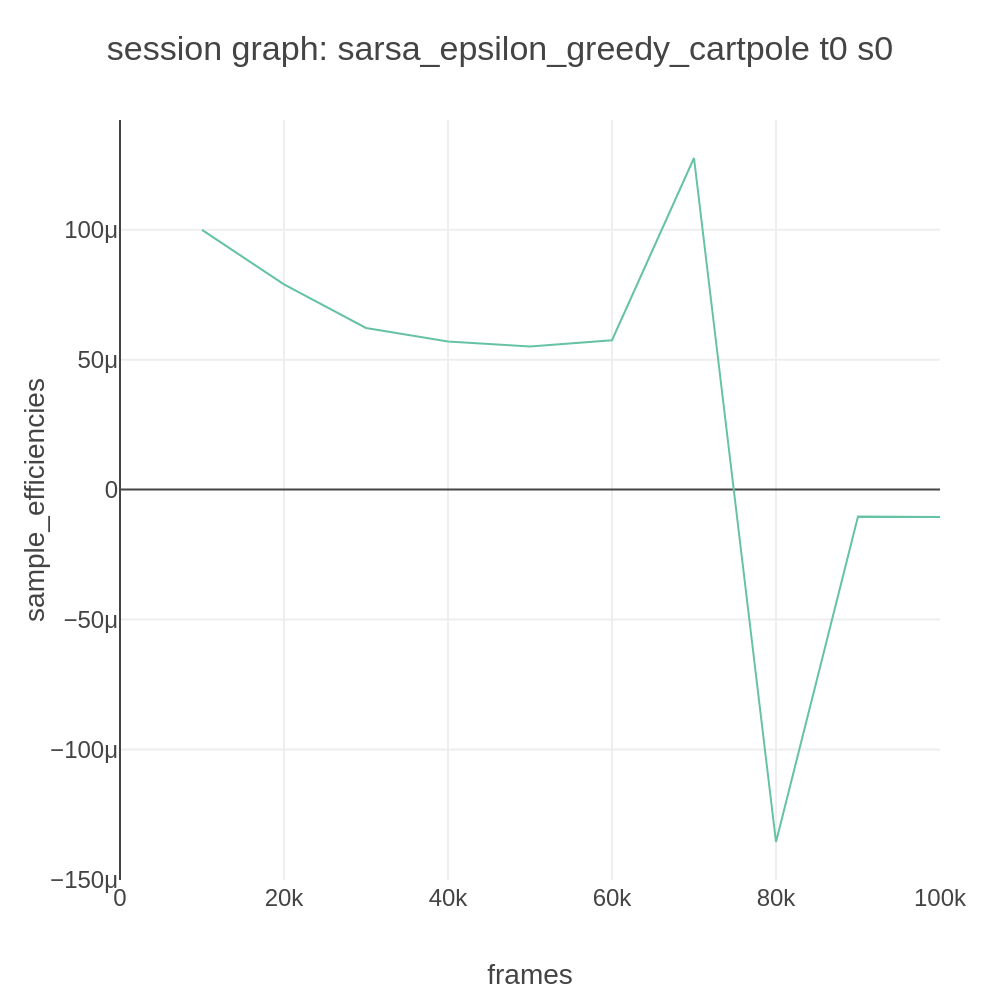 session graph: sarsa_epsilon_greedy_cartpole t0 s0
100μ
50μ
0
−50μ
−100μ
−150μ
sample_efficiencies
0
20k
40k
60k
80k
100k
frames